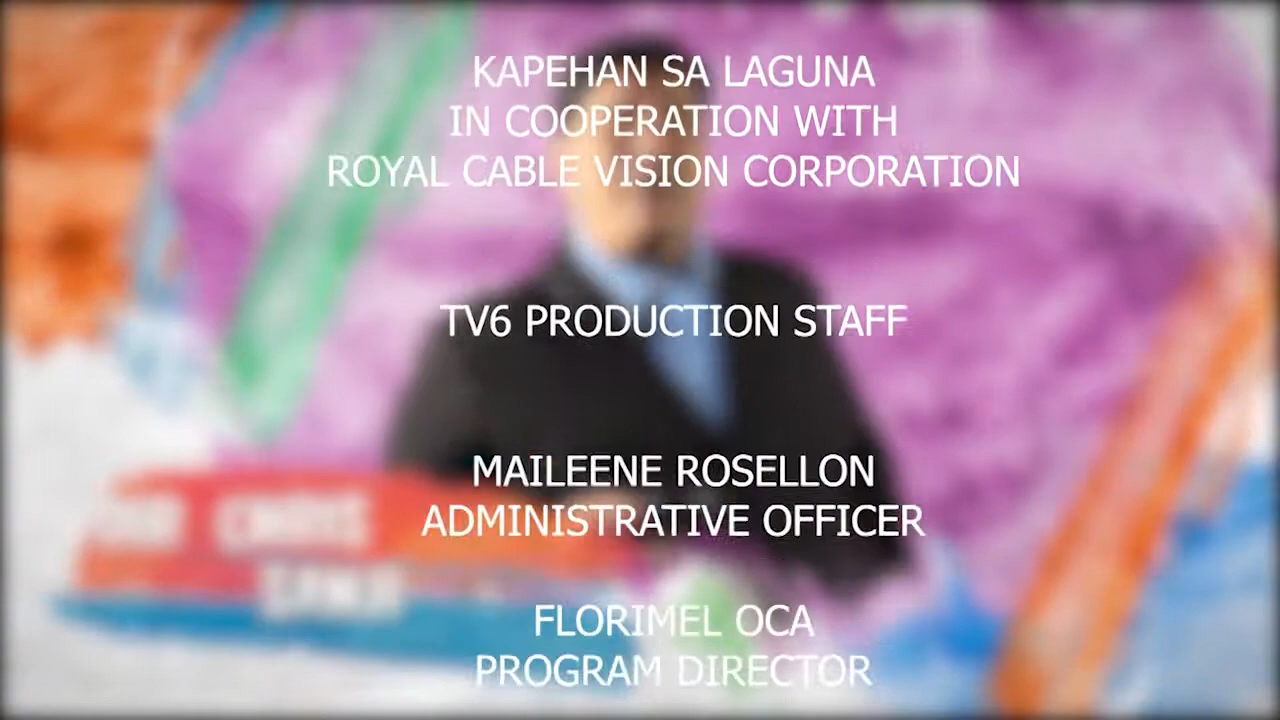 KAPEHAN SA LAGUNA
IN COOPERATION WITH
ROYAL CABLE VISION CORPORATION
TV6 PRODUCTION STAFF
MAILEENE ROSELLON
ADMINISTRATIVE OFFICER
FLORIMEL OCA
PROGRAM DIRECTOR